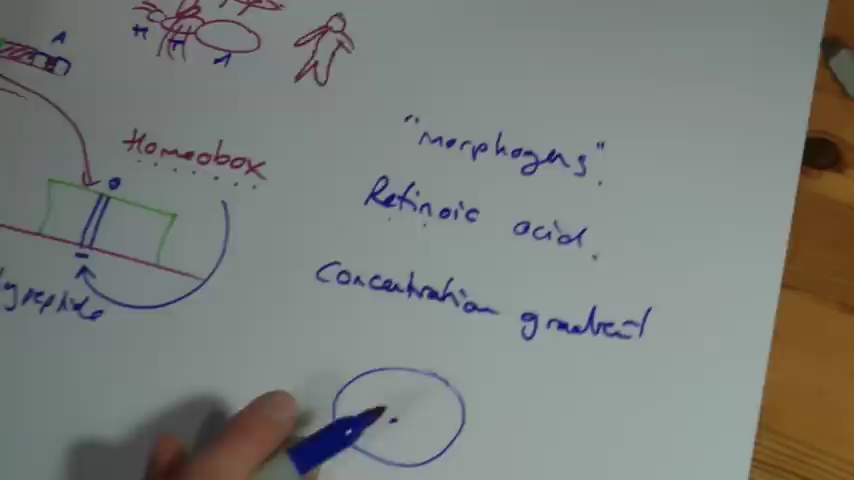 A
H H A
Homeobox
"morphogens".
Retinoic acid.
Concentration gradient